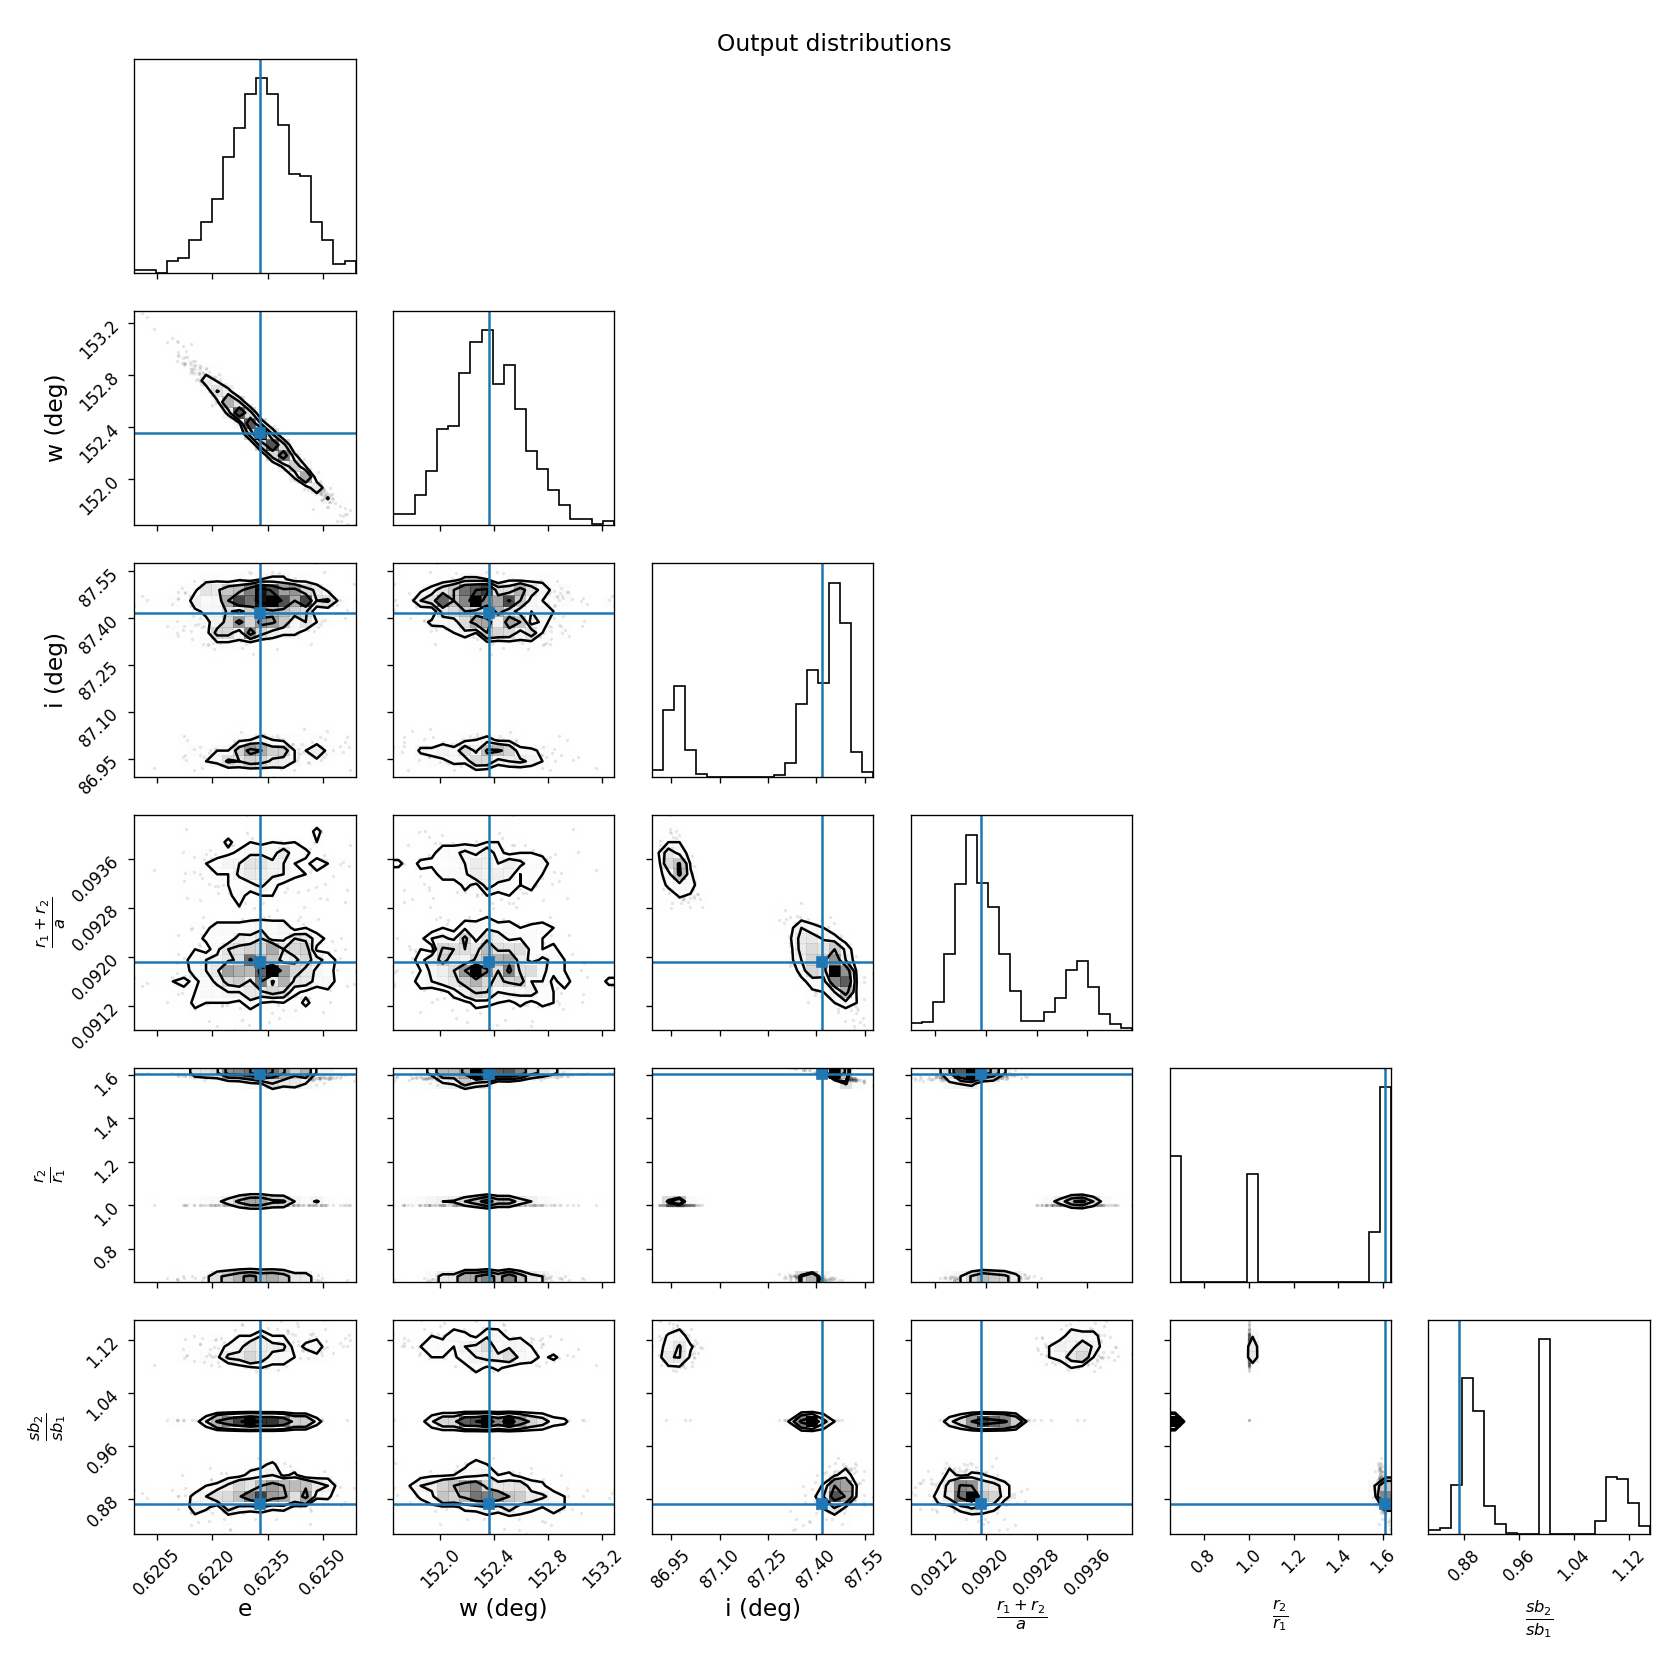 Output distributions
153.2
152.8
152.4
152.0
w (deg)
87.55
87.40
87.25
87.10
86.95
i (deg)
0.0936
0.0928
0.0920
0.0912
r₁ + r₂
a
1.6
1.4
1.2
1.0
0.8
r₂
r₁
1.12
1.04
0.96
0.88
sb₂
sb₁
0.6205 0.6220 0.6235 0.6250 152.0 152.4 152.8 153.2 86.95 87.10 87.25 87.40 87.55 0.0912 0.0920 0.0928 0.0936 0.8 1.0 1.2 1.4 1.6 0.88 0.96 1.04 1.12
e w (deg) i (deg)
r₁ + r₂ r₂ sb₂
a r₁ sb₁